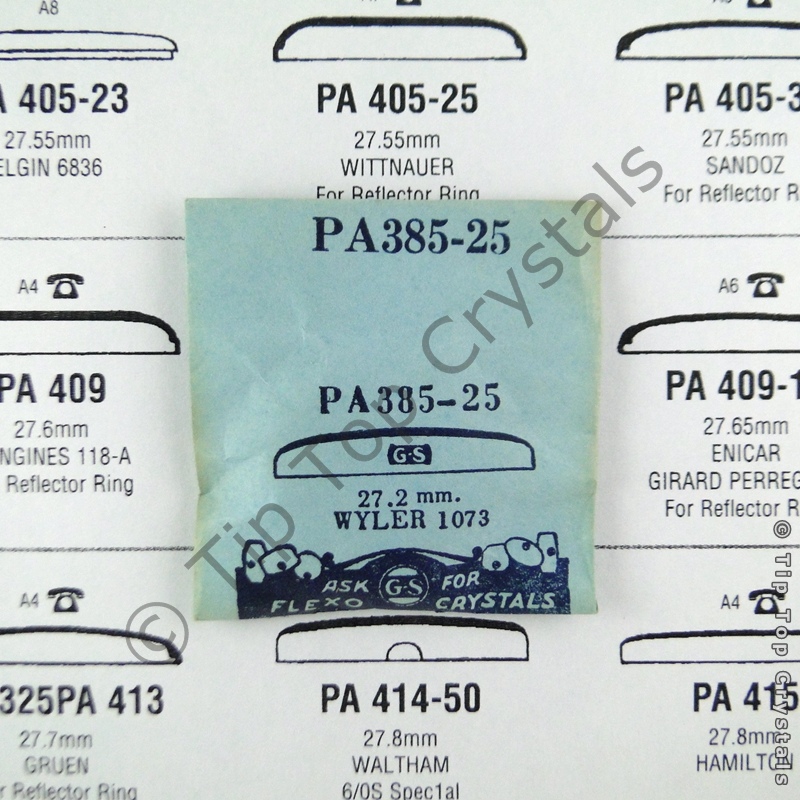 A8
A 405-23
27.55mm
ELGIN 6836
PA 405-25
27.55mm
WITTNAUER
For Reflector Ring
PA 405-3
27.55mm
SANDOZ
For Reflector R
A4
PA 409
27.6mm
NGINES 118-A
Reflector Ring
PA385-25
PA385-25
G-S
27.2 mm.
WYLER 1073
ASK G-S FOR
FLEXO CRYSTALS
A6
PA 409-1
27.65mm
ENICAR
GIRARD PERREG
For Reflector R
A4
325PA 413
27.7mm
GRUEN
For Reflector Ring
PA 414-50
27.8mm
WALTHAM
6/0S Spec1al
A4
PA 415
27.8mm
HAMILTON
© Tip Top Crystals
© Tip Top Crystals